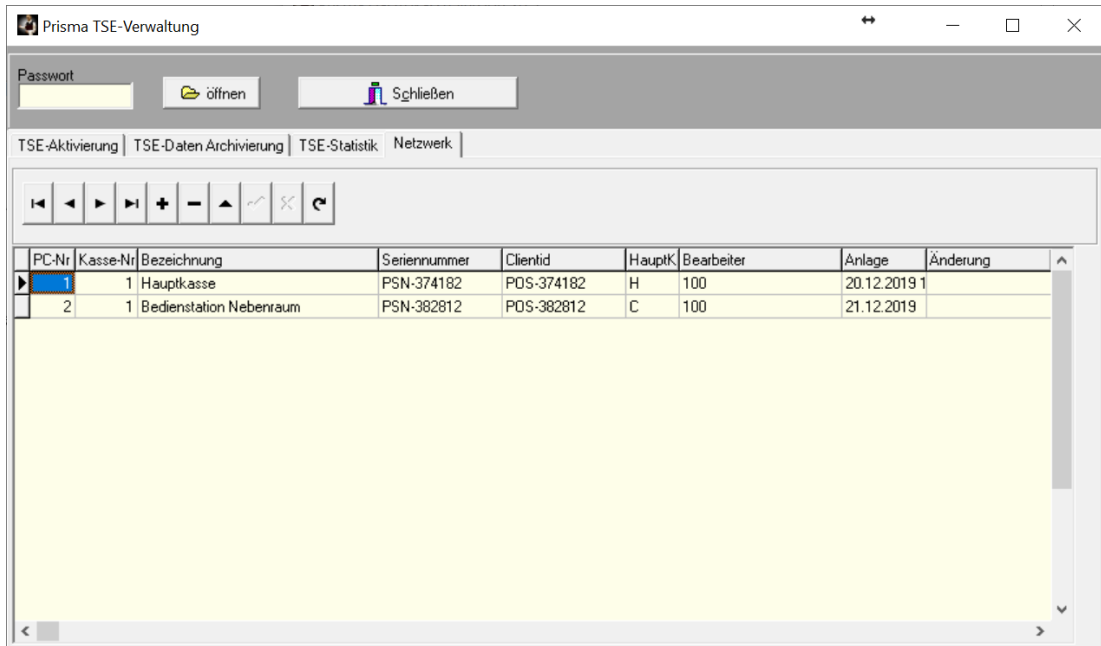 Prisma TSE-Verwaltung
Passwort
öffnen Schließen
TSE-Aktivierung TSE-Daten Archivierung TSE-Statistik Netzwerk
PC-Nr Kasse-Nr Bezeichnung Seriennummer Clientid HauptK Bearbeiter Anlage Änderung
1 1 Hauptkasse PSN-374182 POS-374182 H 100 20.12.2019 1
2 1 Bedienstation Nebenraum PSN-382812 POS-382812 C 100 21.12.2019